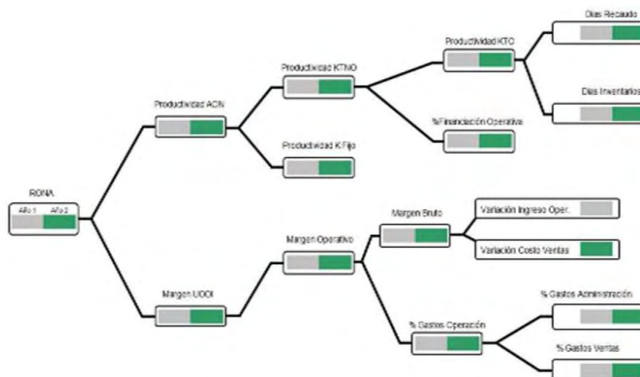 Días Recaudo
Productividad KTO
Productividad KTNO
Días Inventarios
Productividad AON
%Financiación Operativa
Productividad K Fijo
RONA
Año 1 Año 2
Margen Bruto
Variación Ingreso Oper.
Margen Operativo
Variación Costo Ventas
Margen UODI
% Gastos Administración
% Gastos Operación
% Gastos Ventas